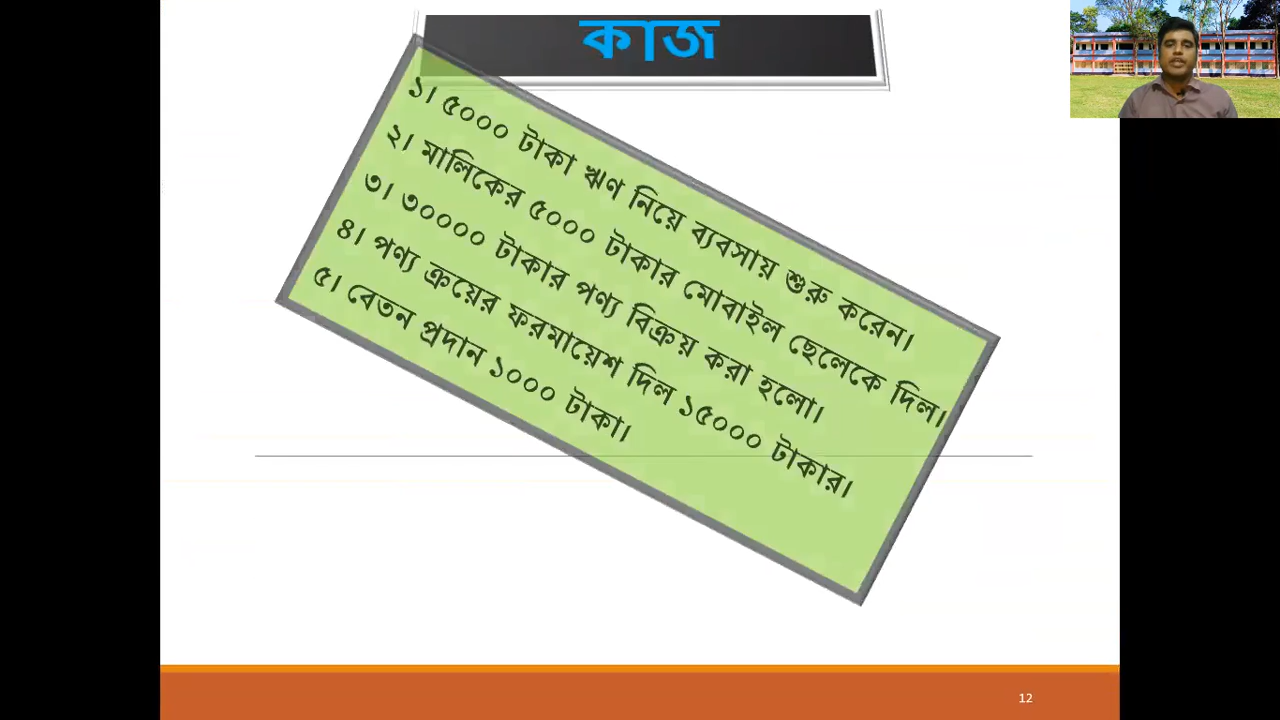 কাজ
১। ৫০০০ টাকা ঋণ নিয়ে ব্যবসায় শুরু করেন।
২। মালিকের ৫০০০ টাকার মোবাইল ছেলেকে দিল।
৩। ৩০০০০ টাকার পণ্য বিক্রয় করা হলো।
৪। পণ্য ক্রয়ের ফরমায়েশ দিল ১৫০০০ টাকার।
৫। বেতন প্রদান ১০০০ টাকা।
12